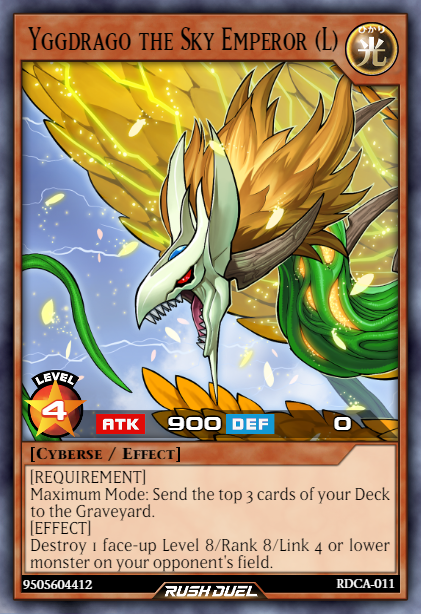 Yggdrago the Sky Emperor (L)
ひかり
光
LEVEL
4
ATK 900 DEF 0
[Cyberse / Effect]
[REQUIREMENT]
Maximum Mode: Send the top 3 cards of your Deck
to the Graveyard.
[EFFECT]
Destroy 1 face-up Level 8/Rank 8/Link 4 or lower
monster on your opponent's field.
9505604412
RUSH DUEL
RDCA-011